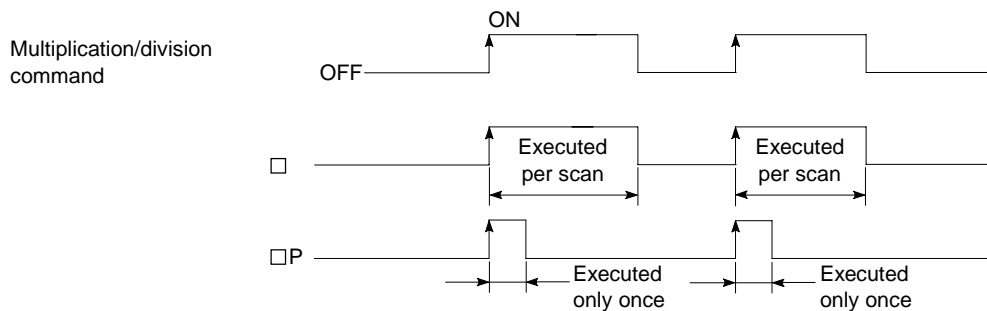 ON
Multiplication/division
command
OFF
Executed
per scan
Executed
per scan
□
□P
Executed
only once
Executed
only once